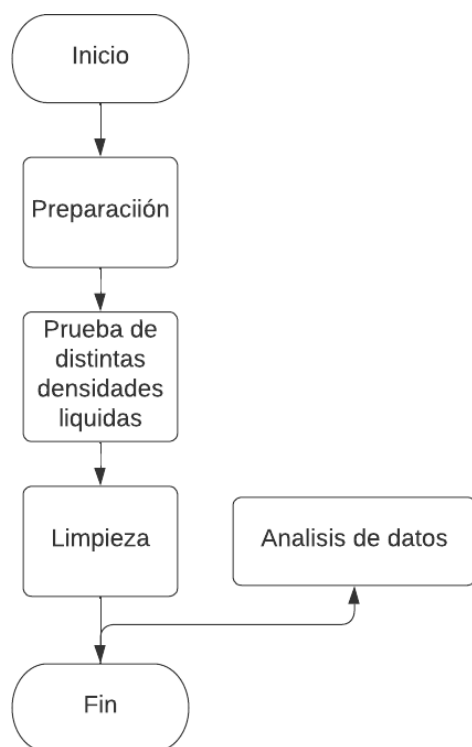 Inicio
Preparaciión
Prueba de
distintas
densidades
liquidas
Limpieza
Analisis de datos
Fin